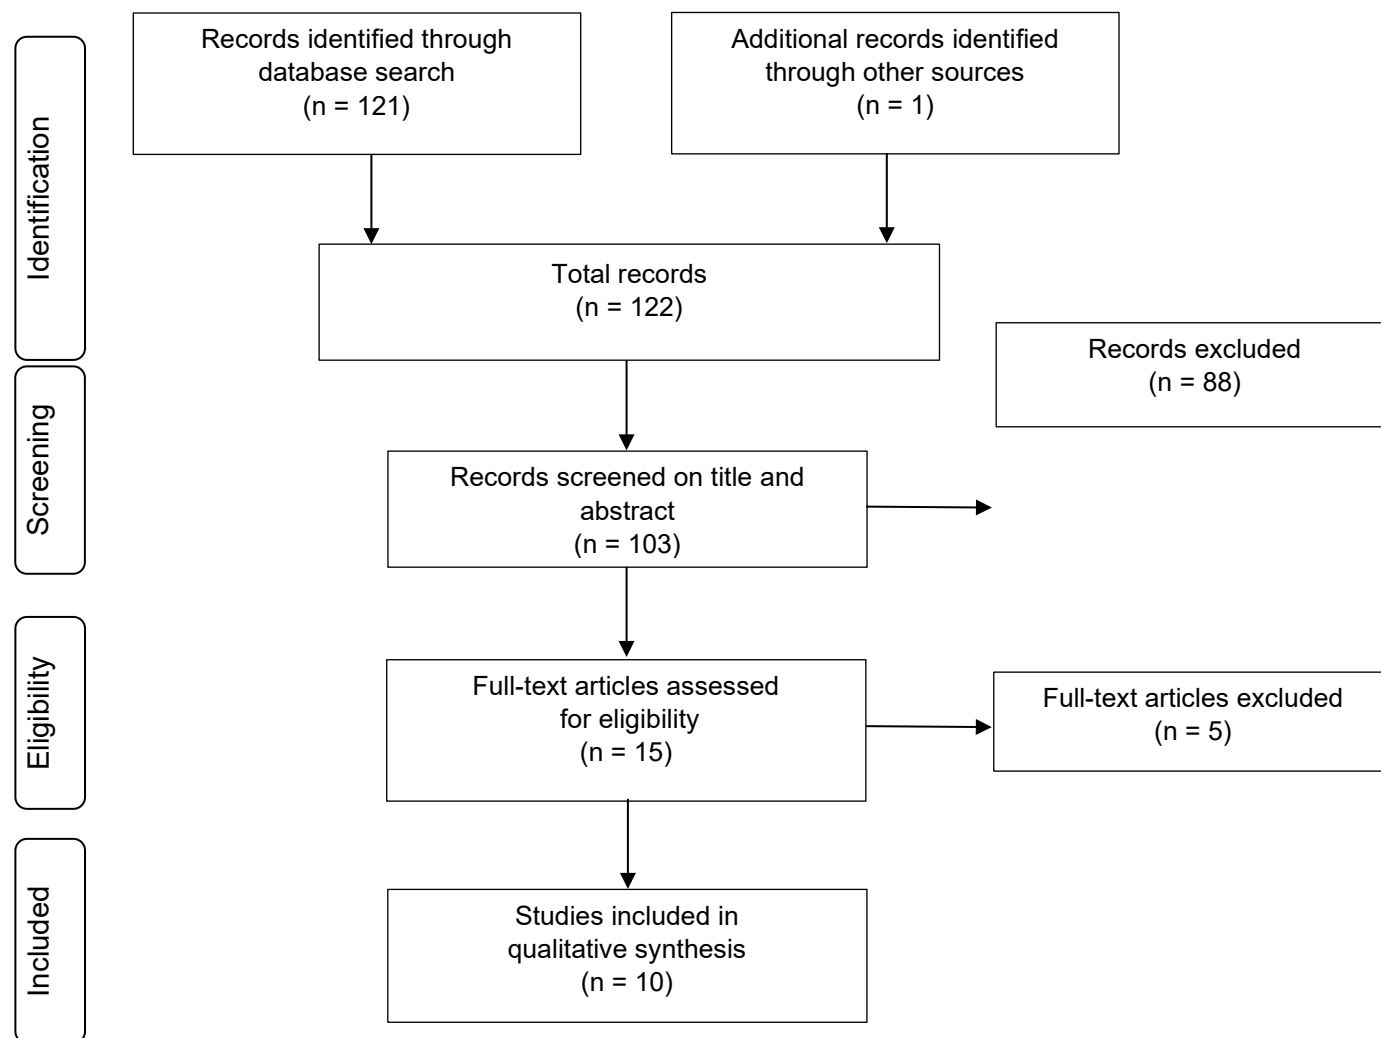 Records identified through
database search
(n = 121)
Additional records identified
through other sources
(n = 1)
Identification
Total records
(n = 122)
Records excluded
(n = 88)
Screening
Records screened on title and
abstract
(n = 103)
Eligibility
Full-text articles assessed
for eligibility
(n = 15)
Full-text articles excluded
(n = 5)
Included
Studies included in
qualitative synthesis
(n = 10)